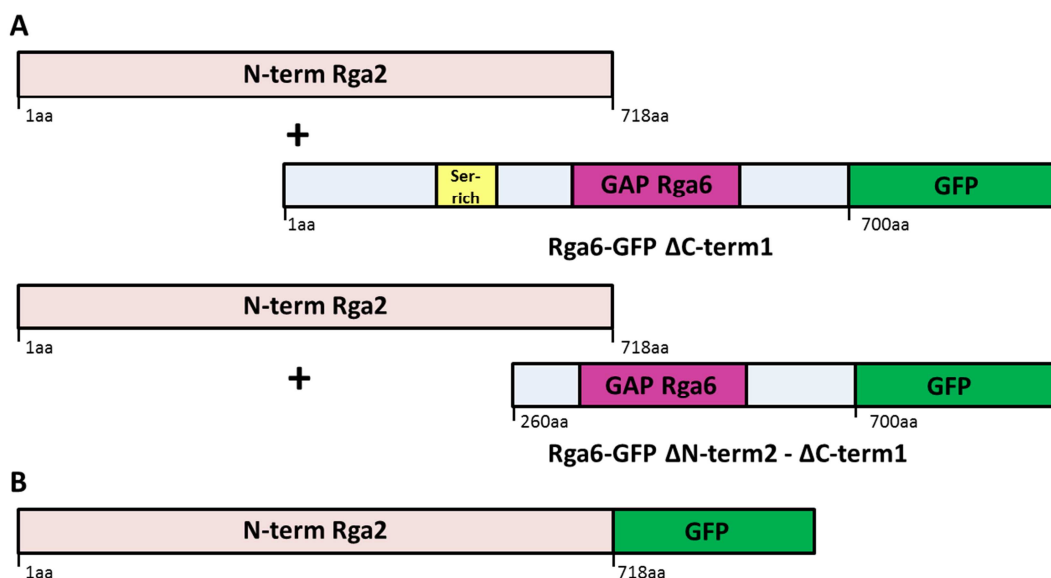 A
N-term Rga2
1aa
718aa
+
Ser-
rich
GAP Rga6
GFP
1aa
700aa
Rga6-GFP ΔC-term1
N-term Rga2
1aa
718aa
+
GAP Rga6
GFP
260aa
700aa
Rga6-GFP ΔN-term2 - ΔC-term1
B
N-term Rga2
GFP
1aa
718aa